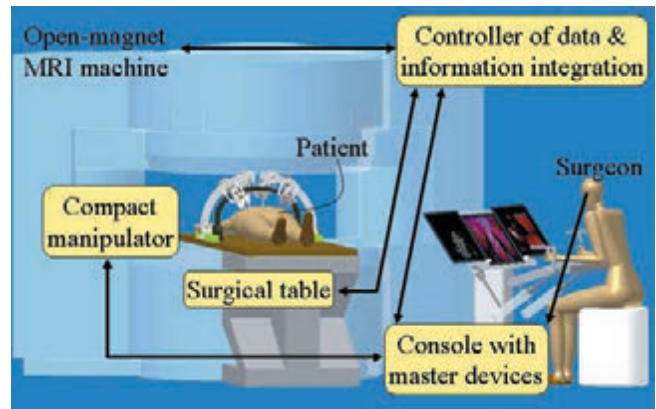 Open-magnet
MRI machine
Controller of data &
information integration
Patient
Surgeon
Compact
manipulator
Surgical table
Console with
master devices